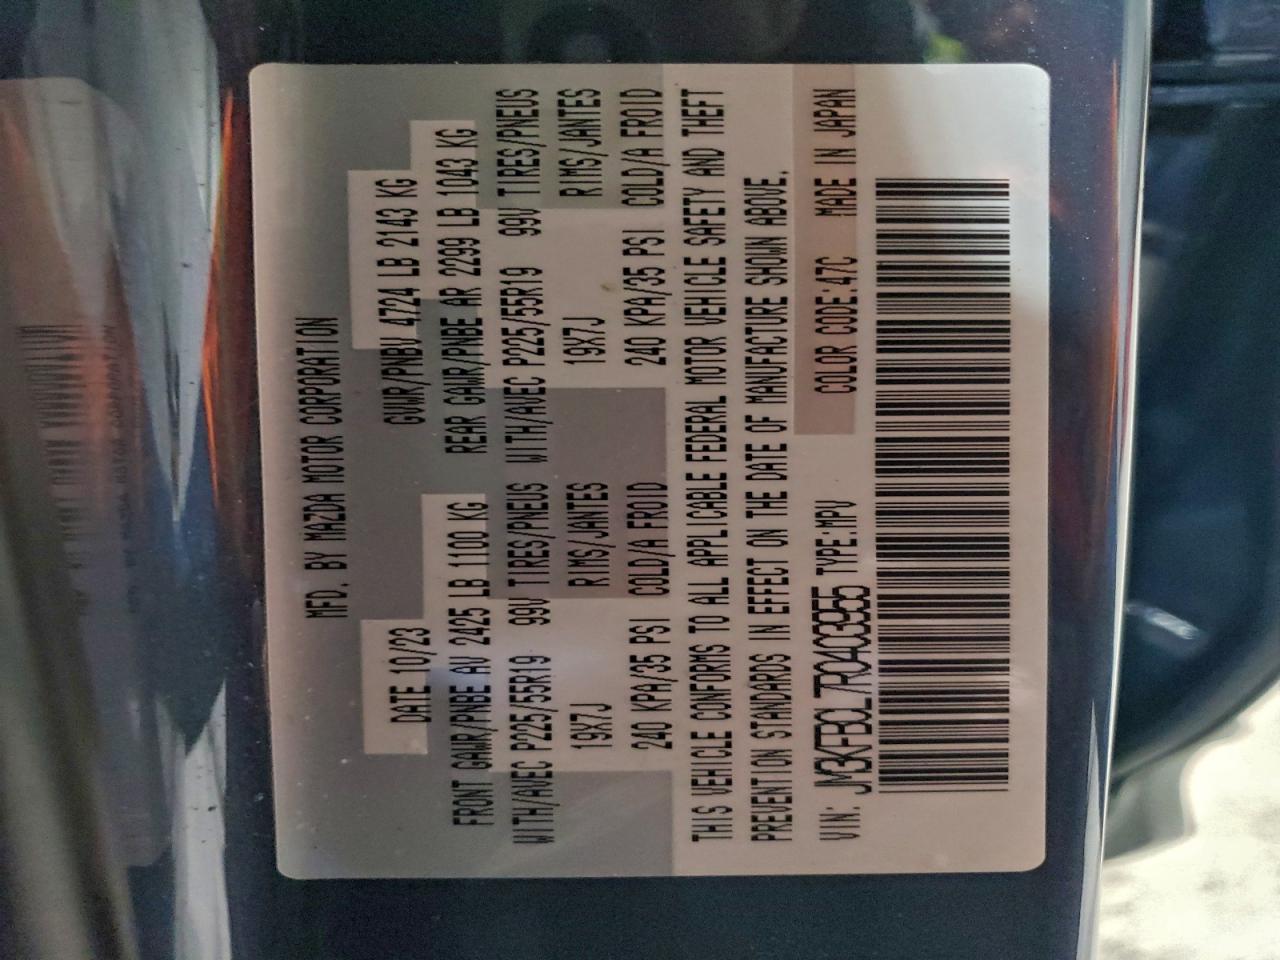 MFD. BY MAZDA MOTOR CORPORATION
DATE 10/23 GVWR/PNBV 4724 LB 2143 KG
FRONT GAWR/PNBE AV 2425 LB 1100 KG REAR GAWR/PNBE AR 2299 LB 1043 KG
WITH/AVEC P225/55R19 99V TIRES/PNEUS WITH/AVEC P225/55R19 99V TIRES/PNEUS
19X7J RIMS/JANTES 19X7J RIMS/JANTES
240 KPA/35 PSI COLD/A FROID 240 KPA/35 PSI COLD/A FROID
THIS VEHICLE CONFORMS TO ALL APPLICABLE FEDERAL MOTOR VEHICLE SAFETY AND THEFT
PREVENTION STANDARDS IN EFFECT ON THE DATE OF MANUFACTURE SHOWN ABOVE.
VIN: JM3KFBCL7R0403955 TYPE:MPV COLOR CODE:47C MADE IN JAPAN